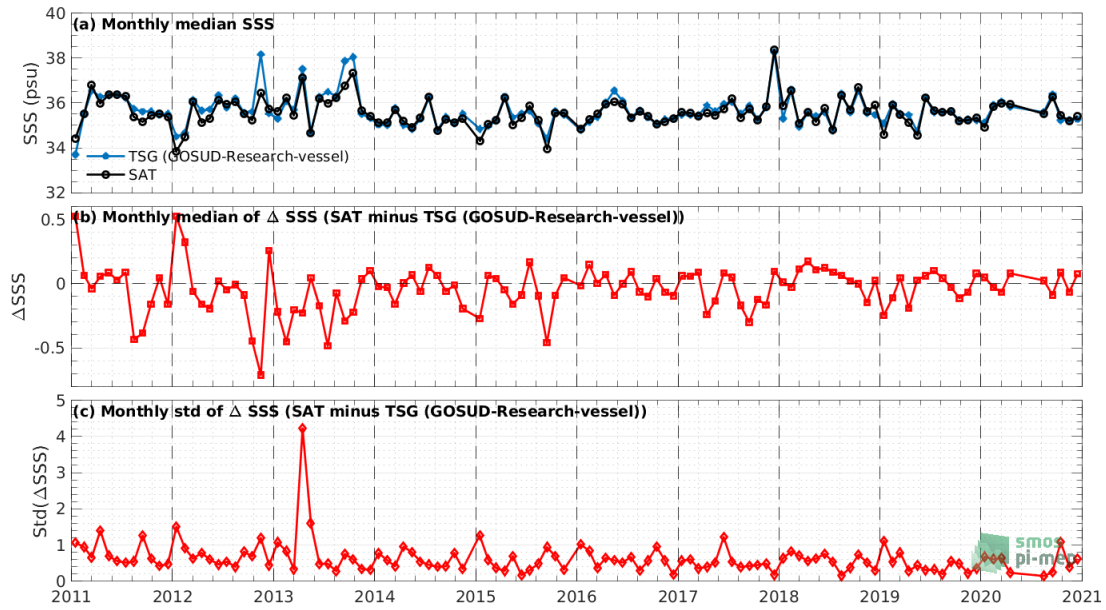 (a) Monthly median SSS
40
38
36
34
32
SSS (psu)
TSG (GOSUD-Research-vessel)
SAT
(b) Monthly median of Δ SSS (SAT minus TSG (GOSUD-Research-vessel))
0.5
0
-0.5
ΔSSS
(c) Monthly std of Δ SSS (SAT minus TSG (GOSUD-Research-vessel))
5
4
3
2
1
0
Std(ΔSSS)
smos
pi-mep
2011 2012 2013 2014 2015 2016 2017 2018 2019 2020 2021